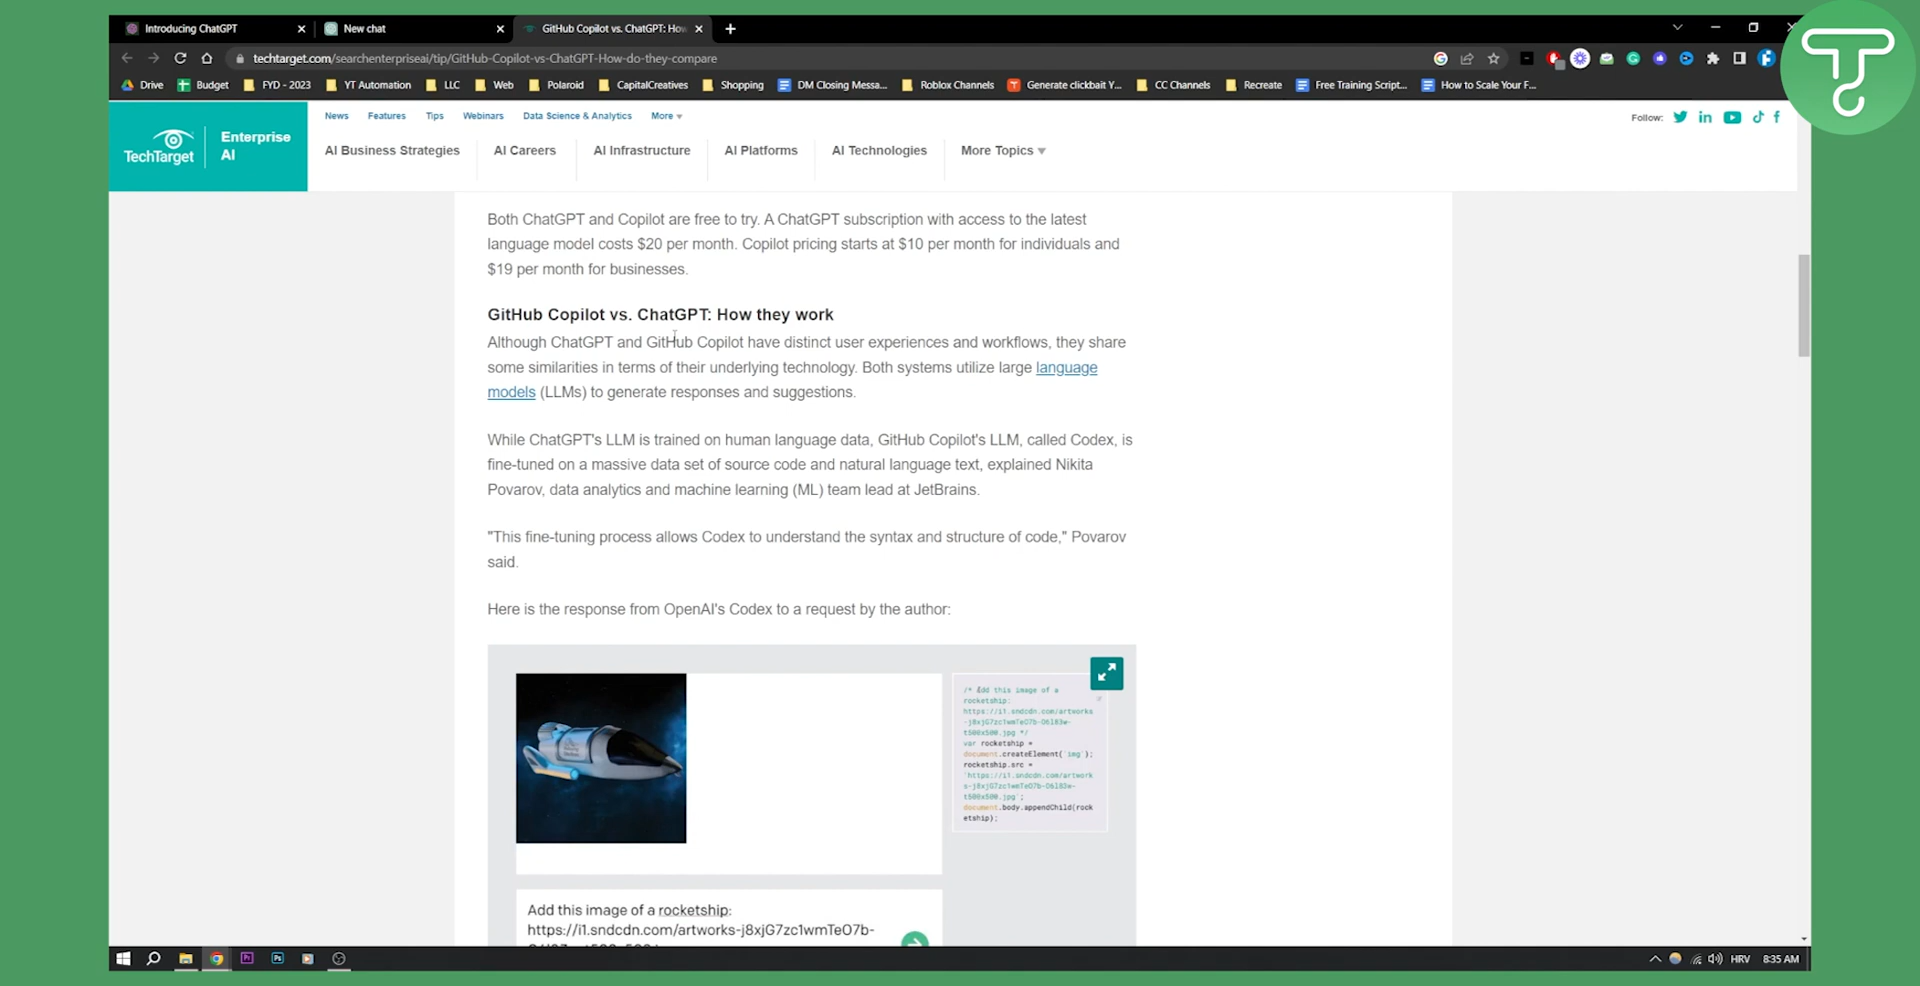 Introducing ChatGPT
New chat
GitHub Copilot vs. ChatGPT: How
techtarget.com/searchenterpriseai/tip/GitHub-Copilot-vs-ChatGPT-How-do-they-compare
Drive Budget FYD - 2023 YT Automation LLC Web Polaroid CapitalCreatives Shopping DM Closing Messa... Roblox Channels Generate clickbait Y... CC Channels Recreate Free Training Script... How to Scale Your F...
TechTarget
Enterprise
AI
News Features Tips Webinars Data Science & Analytics More
Follow:
AI Business Strategies AI Careers AI Infrastructure AI Platforms AI Technologies More Topics
Both ChatGPT and Copilot are free to try. A ChatGPT subscription with access to the latest
language model costs $20 per month. Copilot pricing starts at $10 per month for individuals and
$19 per month for businesses.
GitHub Copilot vs. ChatGPT: How they work
Although ChatGPT and GitHub Copilot have distinct user experiences and workflows, they share
some similarities in terms of their underlying technology. Both systems utilize large language
models (LLMs) to generate responses and suggestions.
While ChatGPT's LLM is trained on human language data, GitHub Copilot's LLM, called Codex, is
fine-tuned on a massive data set of source code and natural language text, explained Nikita
Povarov, data analytics and machine learning (ML) team lead at JetBrains.
"This fine-tuning process allows Codex to understand the syntax and structure of code," Povarov
said.
Here is the response from OpenAI's Codex to a request by the author:
/* Add this image of a
rocketship:
https://i1.sndcdn.com/artworks
-j8xjG7zc1wmTeO7b-O6l83w-
t500x500.jpg */
var rocketship =
document.createElement('img');
rocketship.src =
'https://i1.sndcdn.com/artwork
s-j8xjG7zc1wmTeO7b-O6l83w-
t500x500.jpg';
document.body.appendChild(rock
etship);
Add this image of a rocketship:
https://i1.sndcdn.com/artworks-j8xjG7zc1wmTeO7b-
HRV 8:35 AM